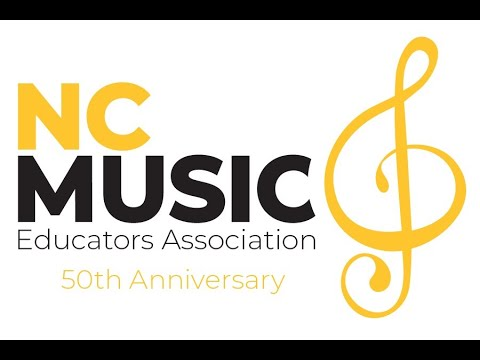 NC
MUSIC
Educators Association
50th Anniversary